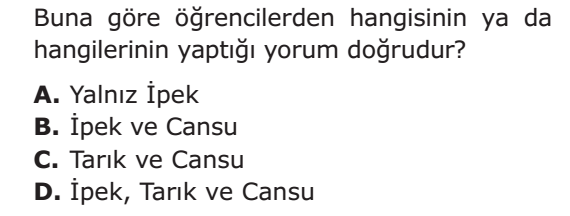 Buna göre öğrencilerden hangisinin ya da
hangilerinin yaptığı yorum doğrudur?
A. Yalnız İpek
B. İpek ve Cansu
C. Tarık ve Cansu
D. İpek, Tarık ve Cansu